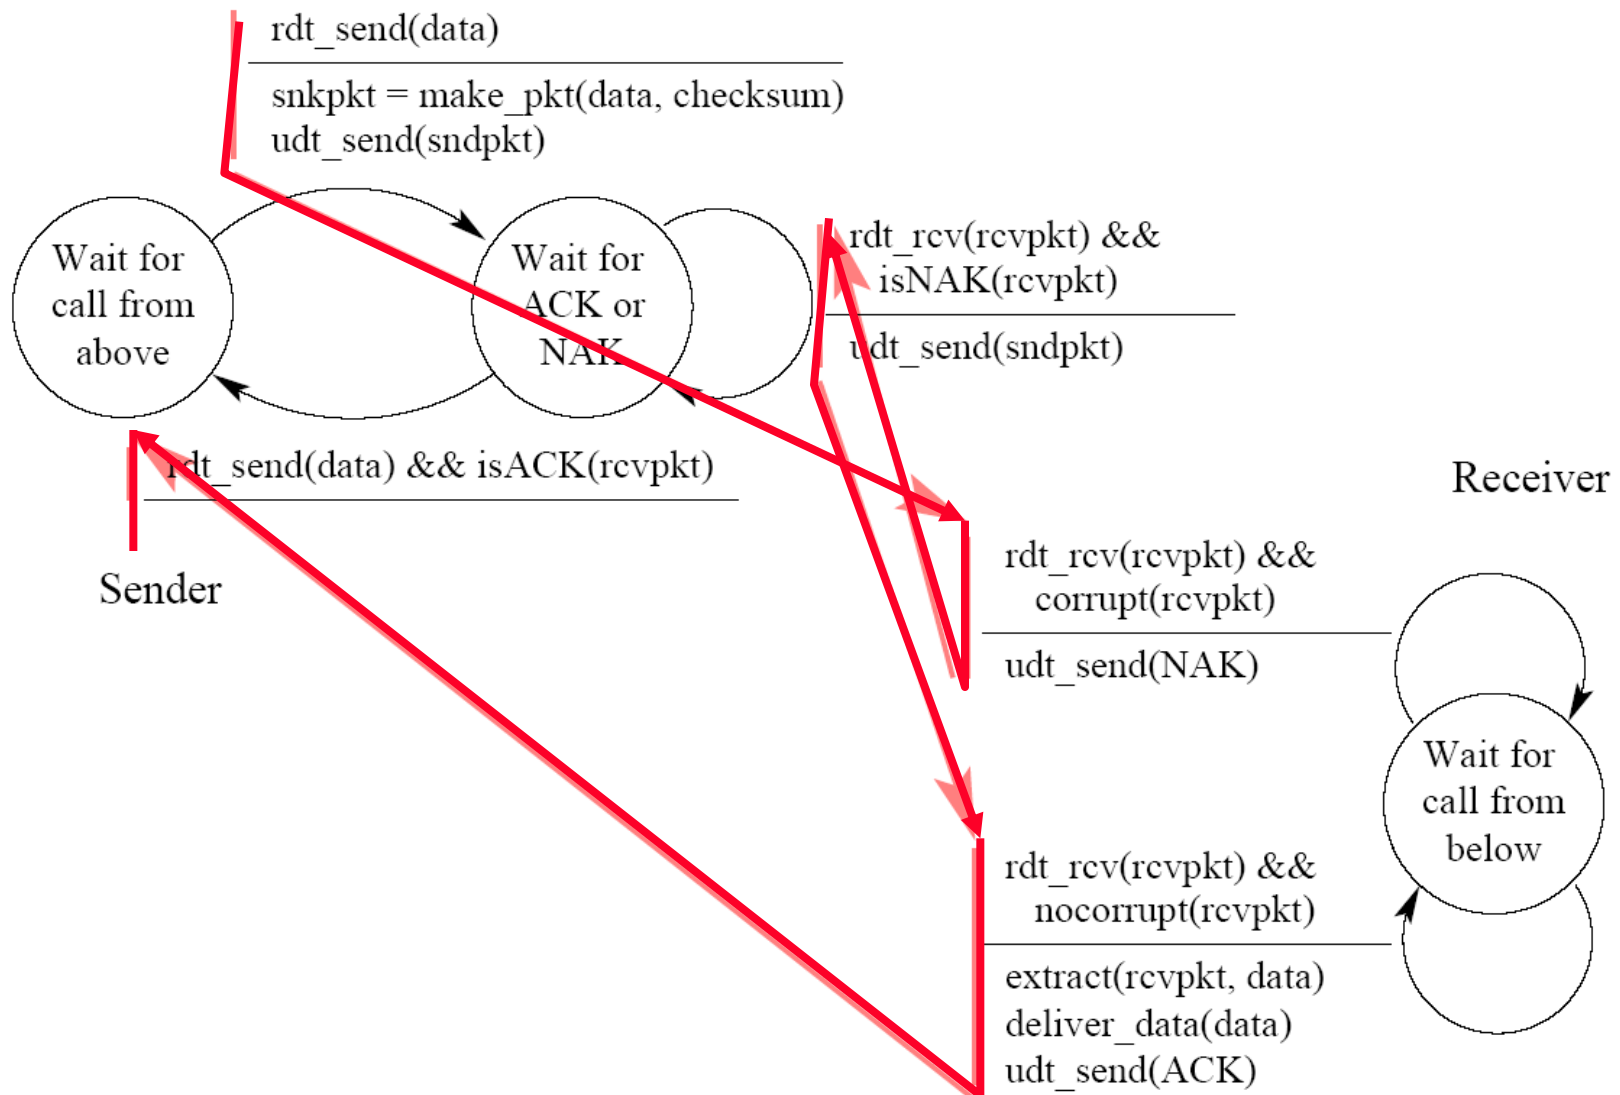 rdt_send(data)
snkpkt = make_pkt(data, checksum)
udt_send(sndpkt)
Wait for
call from
above
Wait for
ACK or
NAK
rdt_rcv(rcvpkt) &&
isNAK(rcvpkt)
udt_send(sndpkt)
rdt_send(data) && isACK(rcvpkt)
Sender
Receiver
rdt_rcv(rcvpkt) &&
corrupt(rcvpkt)
udt_send(NAK)
Wait for
call from
below
rdt_rcv(rcvpkt) &&
nocorrupt(rcvpkt)
extract(rcvpkt, data)
deliver_data(data)
udt_send(ACK)